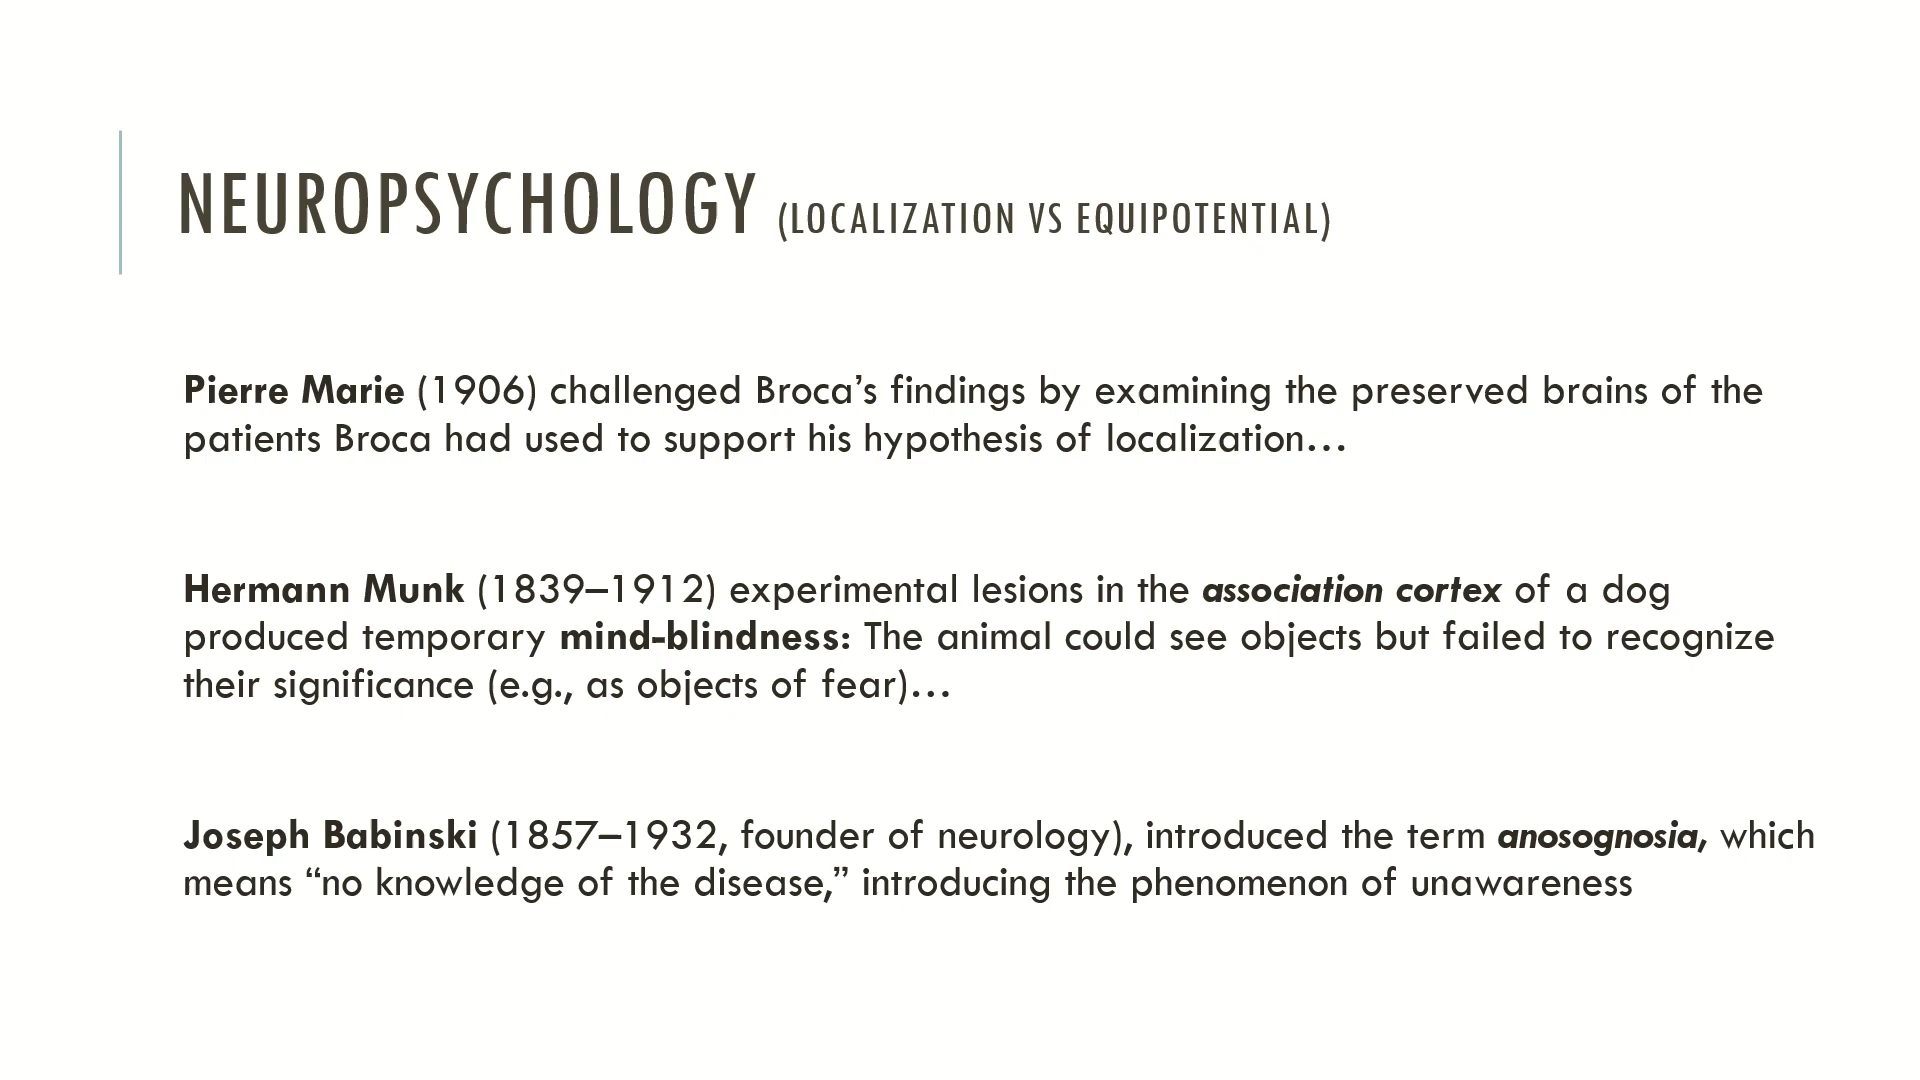 NEUROPSYCHOLOGY (LOCALIZATION VS EQUIPOTENTIAL)
Pierre Marie (1906) challenged Broca’s findings by examining the preserved brains of the
patients Broca had used to support his hypothesis of localization…
Hermann Munk (1839–1912) experimental lesions in the association cortex of a dog
produced temporary mind-blindness: The animal could see objects but failed to recognize
their significance (e.g., as objects of fear)…
Joseph Babinski (1857–1932, founder of neurology), introduced the term anosognosia, which
means “no knowledge of the disease,” introducing the phenomenon of unawareness